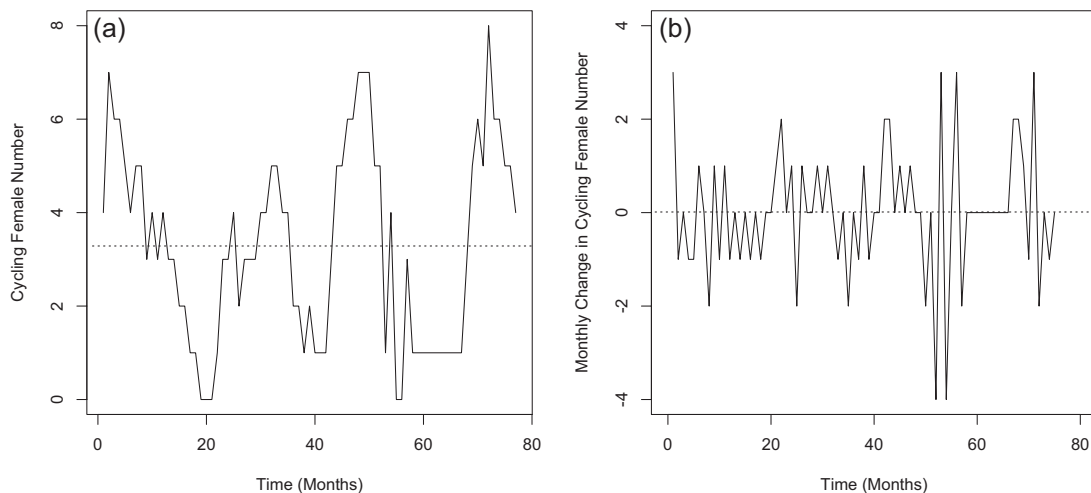 (a)
Cycling Female Number
8
6
4
2
0
0 20 40 60 80
Time (Months)
(b)
Monthly Change in Cycling Female Number
4
2
0
-2
-4
0 20 40 60 80
Time (Months)